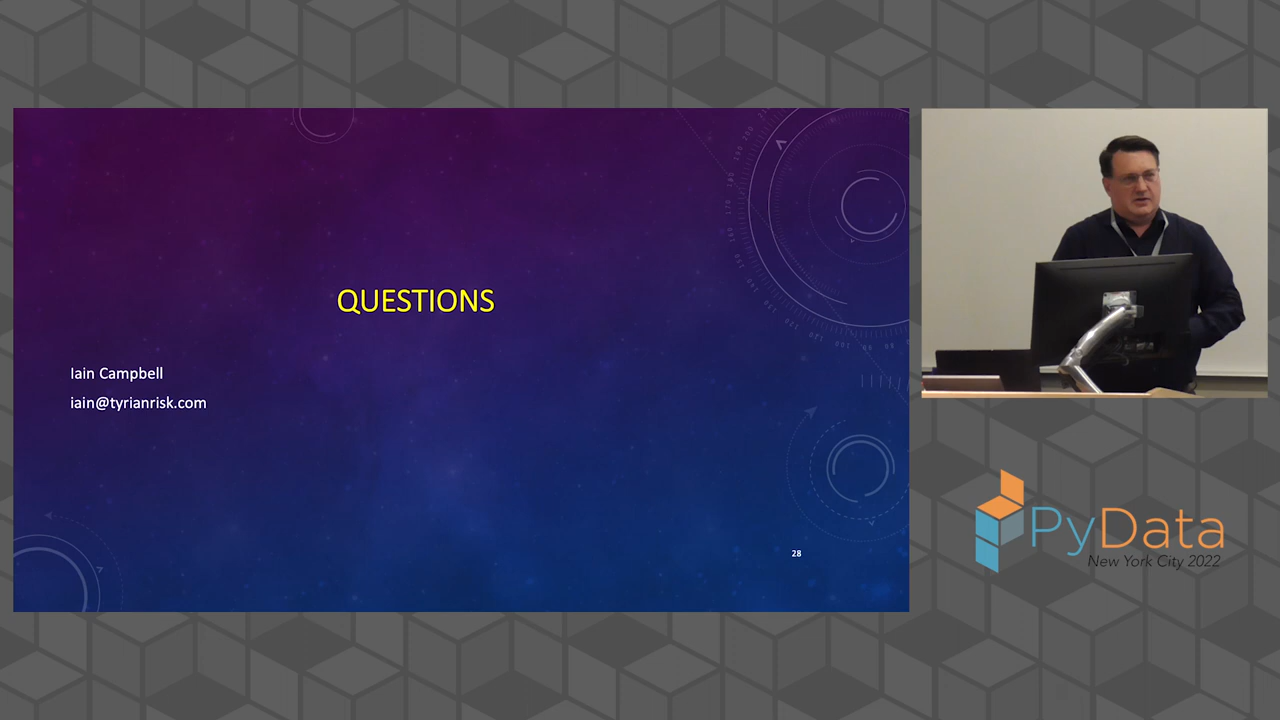 QUESTIONS
Iain Campbell
iain@tyrianrisk.com
28
PyData
New York City 2022